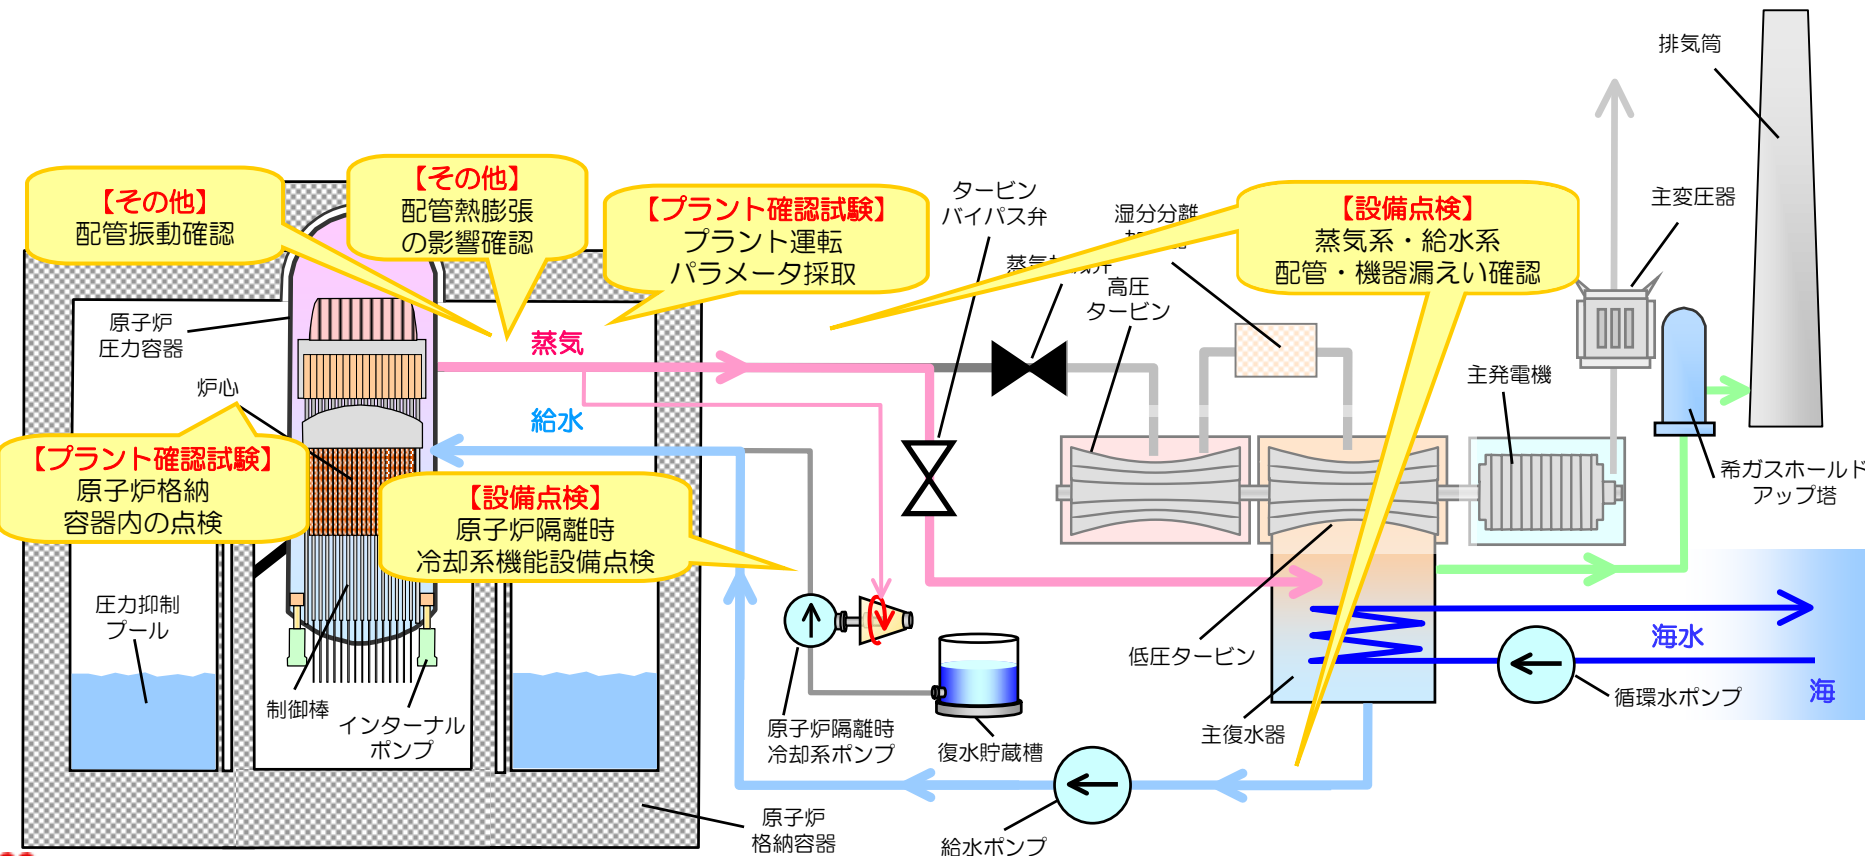 排気筒
【その他】
配管振動確認
【その他】
配管熱膨張
の影響確認
【プラント確認試験】
プラント運転
パラメータ採取
タービン
バイパス弁
湿分分離
【設備点検】
蒸気系・給水系
配管・機器漏えい確認
主変圧器
高圧
タービン
原子炉
圧力容器
蒸気
炉心
給水
主発電機
【プラント確認試験】
原子炉格納
容器内の点検
【設備点検】
原子炉隔離時
冷却系機能設備点検
希ガスホールド
アップ塔
圧力抑制
プール
制御棒
インターナル
ポンプ
原子炉隔離時
冷却系ポンプ
復水貯蔵槽
低圧タービン
主復水器
海水
循環水ポンプ
海
原子炉
格納容器
給水ポンプ